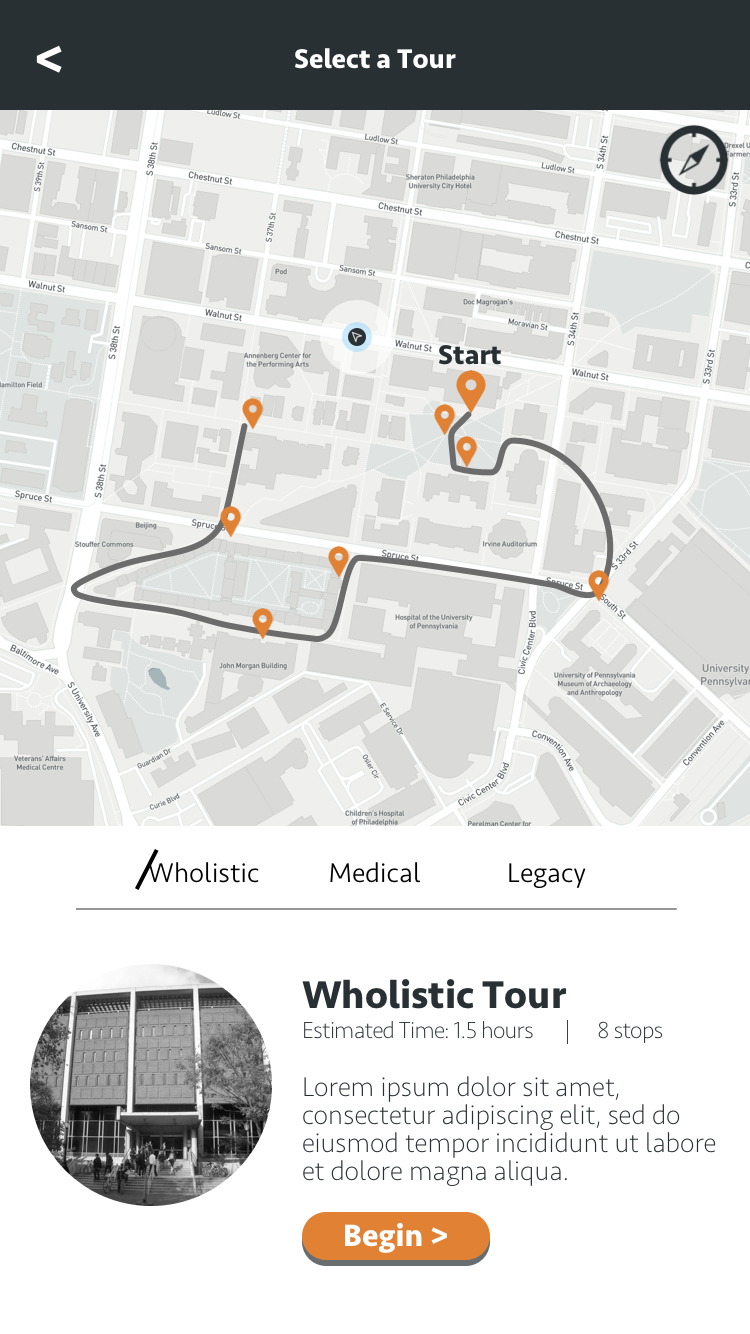 <
Select a Tour
Ludlow St
Chestnut St
S 38th St
S 39th St
Ludlow St
S 34th St
Drexel U
Farmer
Ludlow St
Sheraton Philadelphia
University City Hotel
Chestnut St
S 33rd St
Chestnut St
Sansom St
S 37th St
Chestnut St
Sansom St
Pod
Sansom St
C
Walnut St
Doc Magrogan's
Walnut St
Moravian St
S 34th St
S 38th St
Walnut St
Start
Annenberg Center for
the Performing Arts
Walnut St
S 33rd St
Hamilton Field
S 38th St
Spruce St
Beijing
Spruce
Stouffer Commons
Irvine Auditorium
Spruce St
S 33rd St
Spruce St
South St
Hospital of the University
of Pennsylvania
Civic Center Blvd
Baltimore Ave
John Morgan Building
University of Pennsylvania
Museum of Archaeology
and Anthropology
University
Pennsylvan
S University Ave
E Service Dr
Convention Ave
Convention Ave
Veterans' Affairs
Medical Centre
Guardian Dr
Osler Cir
Civic Center Blvd
Curie Blvd
Children's Hospital
of Philadelphia
Perelman Center for
Wholistic
Medical
Legacy
Wholistic Tour
Estimated Time: 1.5 hours | 8 stops
Lorem ipsum dolor sit amet,
consectetur adipiscing elit, sed do
eiusmod tempor incididunt ut labore
et dolore magna aliqua.
Begin >